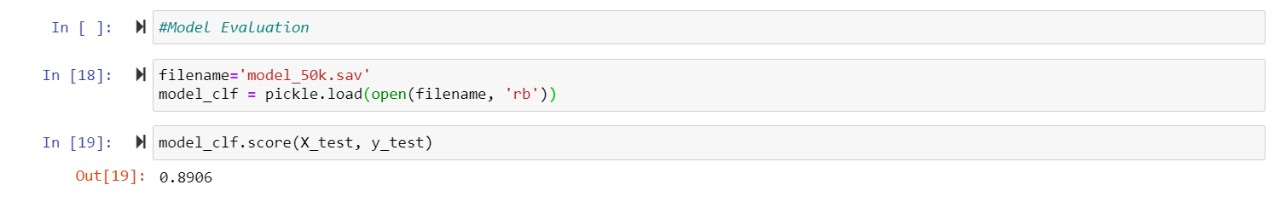 In [ ]: #Model Evaluation
In [18]: filename='model_50k.sav'
model_clf = pickle.load(open(filename, 'rb'))
In [19]: model_clf.score(X_test, y_test)
Out[19]: 0.8906